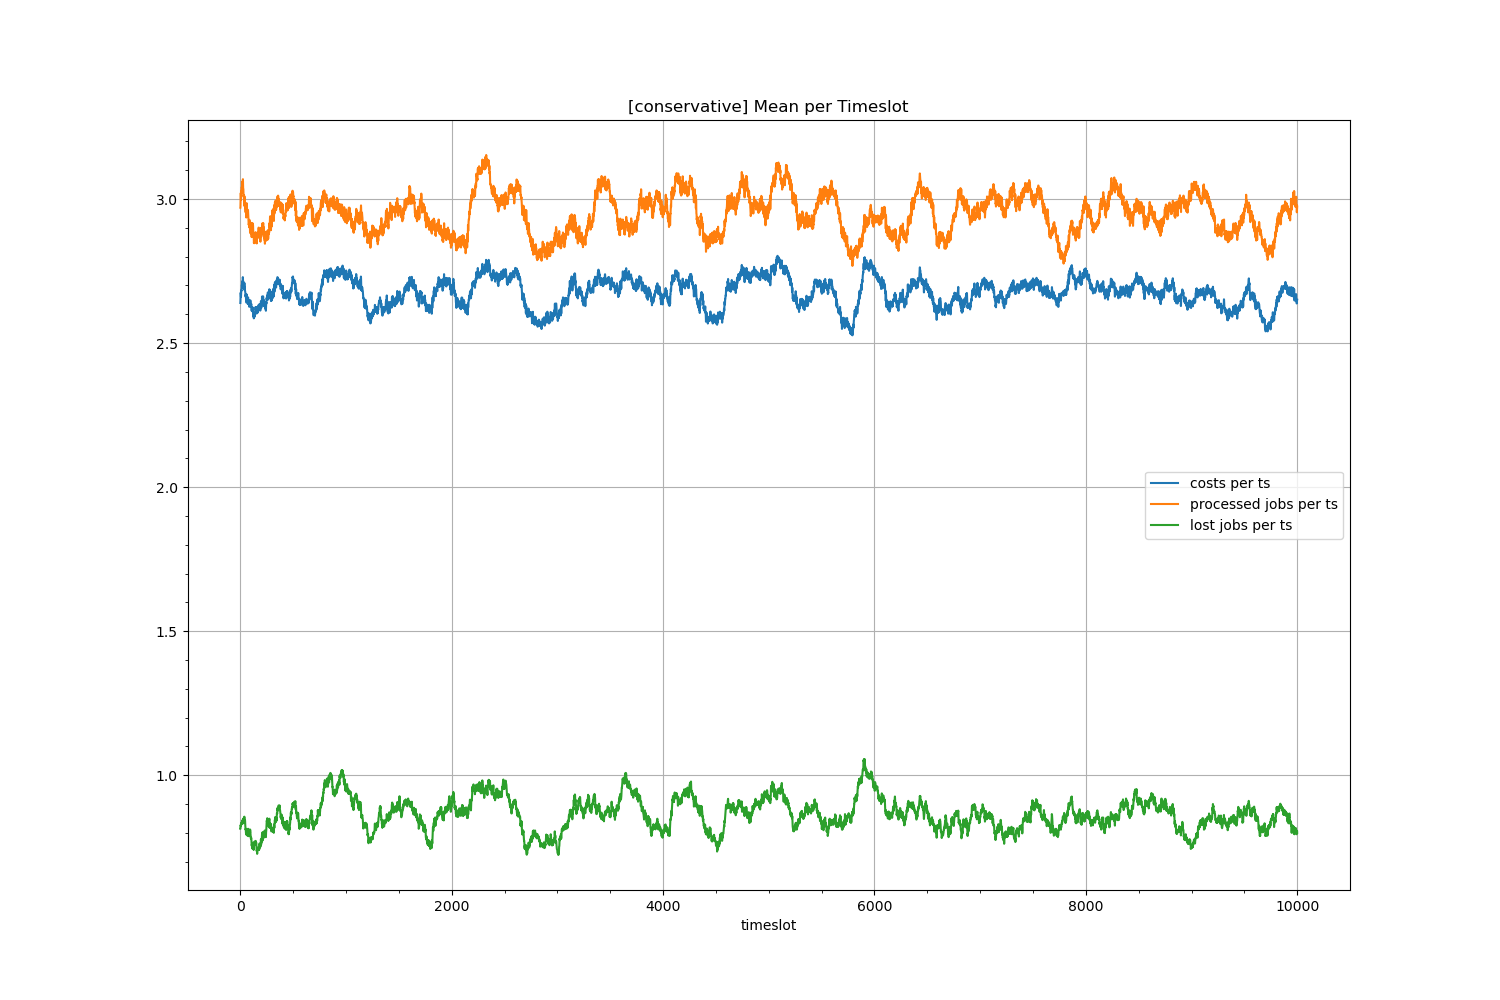 [conservative] Mean per Timeslot
3.0
2.5
2.0
1.5
1.0
costs per ts
processed jobs per ts
lost jobs per ts
0 2000 4000 6000 8000 10000
timeslot